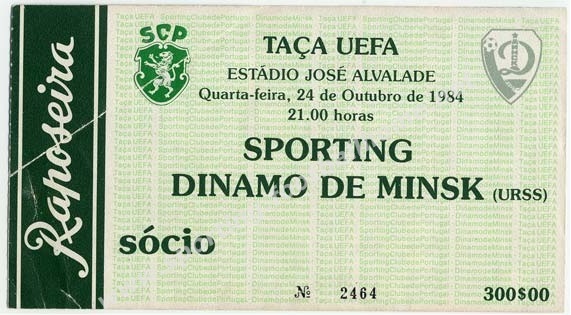 Raposeira
SCP
TAÇA UEFA
ESTÁDIO JOSÉ ALVALADE
Quarta-feira, 24 de Outubro de 1984
21.00 horas
SPORTING
DINAMO DE MINSK (URSS)
sócio
№ 2464
300$00